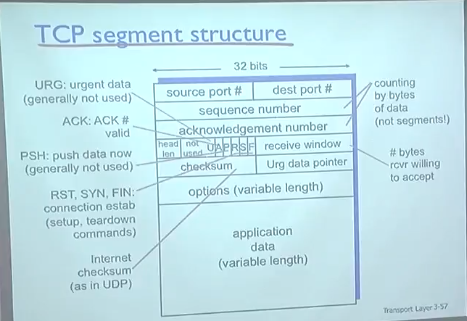 TCP segment structure
32 bits
URG: urgent data
(generally not used)
ACK: ACK #
valid
PSH: push data now
(generally not used)
RST, SYN, FIN:
connection estab
(setup, teardown
commands)
Internet
checksum
(as in UDP)
source port #
dest port #
sequence number
acknowledgement number
head
len
not
used
U A P R S F
receive window
checksum
Urg data pointer
options (variable length)
application
data
(variable length)
counting
by bytes
of data
(not segments!)
# bytes
rcvr willing
to accept
Transport Layer 3-57